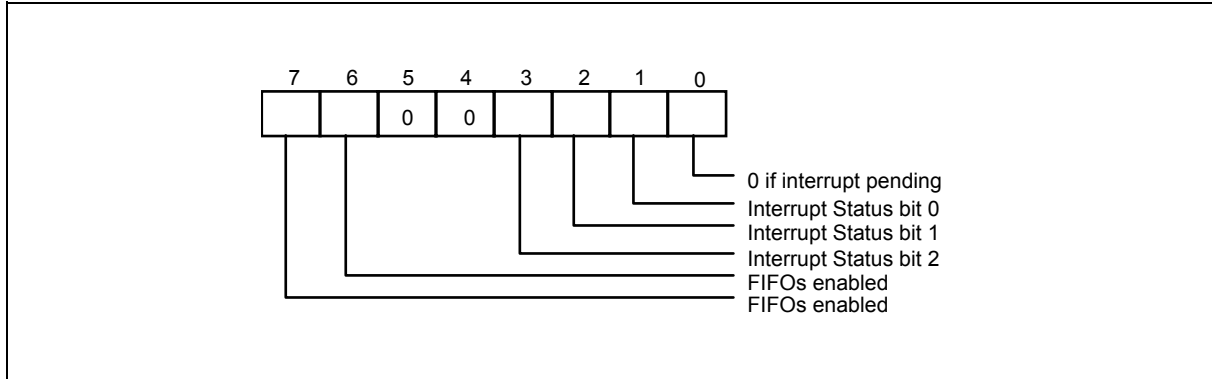 7 6 5 4 3 2 1 0
0 0
0 if interrupt pending
Interrupt Status bit 0
Interrupt Status bit 1
Interrupt Status bit 2
FIFOs enabled
FIFOs enabled